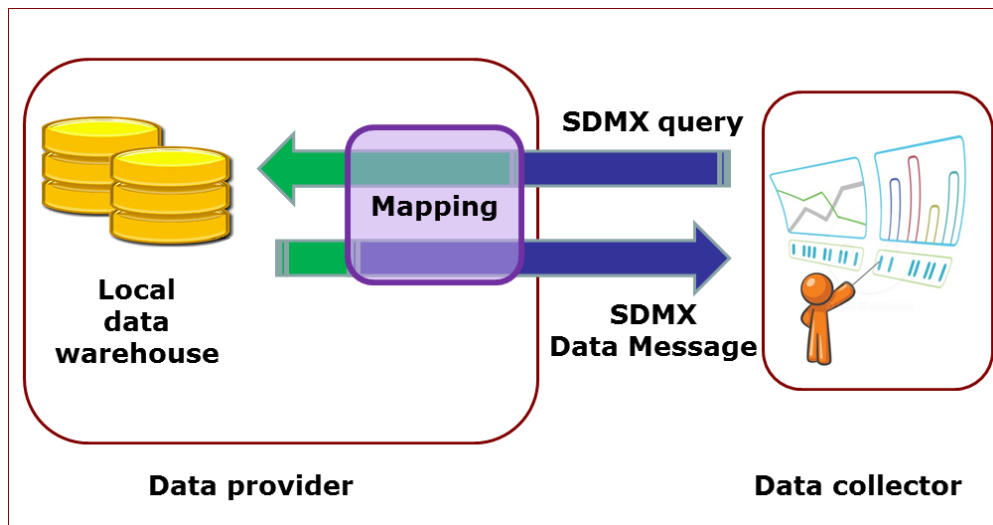 SDMX query
Mapping
Local
data
warehouse
SDMX
Data Message
Data provider
Data collector